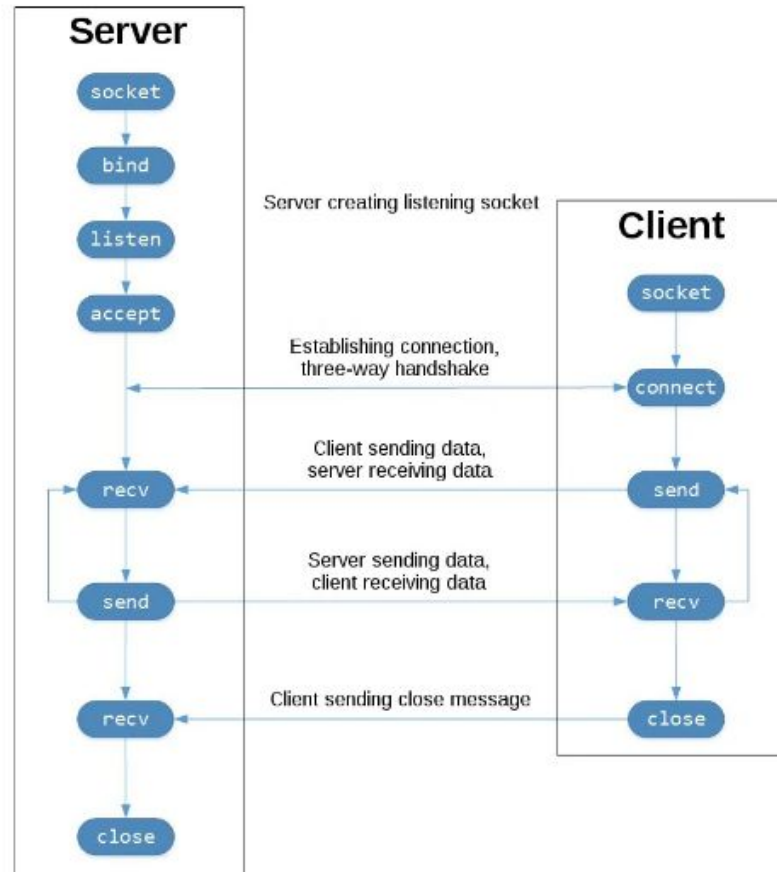 Server
socket
bind
listen
accept
recv
send
recv
close
Server creating listening socket
Establishing connection,
three-way handshake
Client sending data,
server receiving data
Server sending data,
client receiving data
Client sending close message
Client
socket
connect
send
recv
close